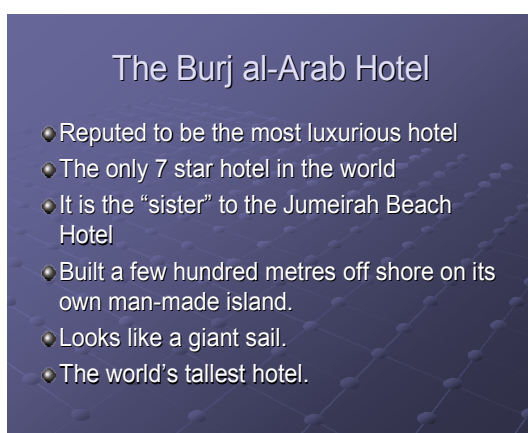 The Burj al-Arab Hotel
Reputed to be the most luxurious hotel
The only 7 star hotel in the world
It is the “sister” to the Jumeirah Beach
Hotel
Built a few hundred metres off shore on its
own man-made island.
Looks like a giant sail.
The world’s tallest hotel.